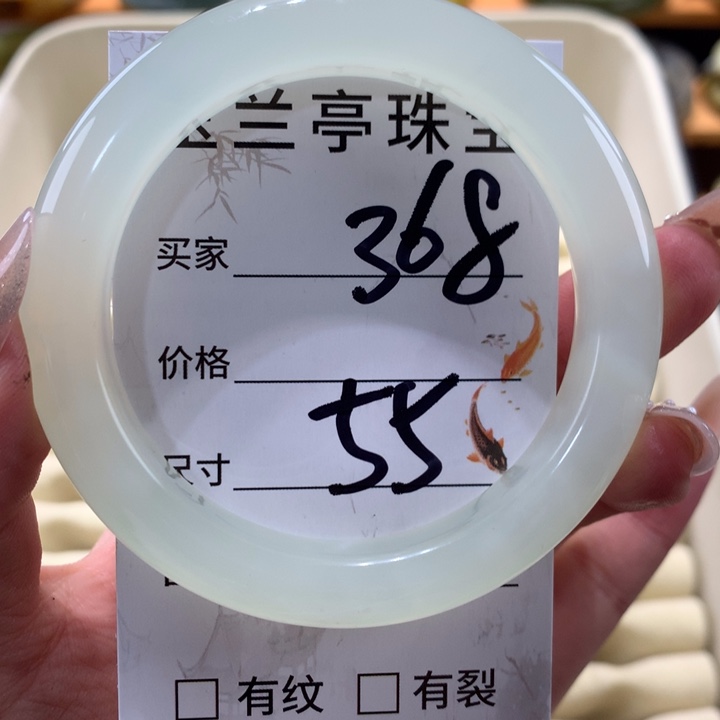 兰亭珠宝
买家 368
价格
尺寸 55
□ 有纹 □ 有裂